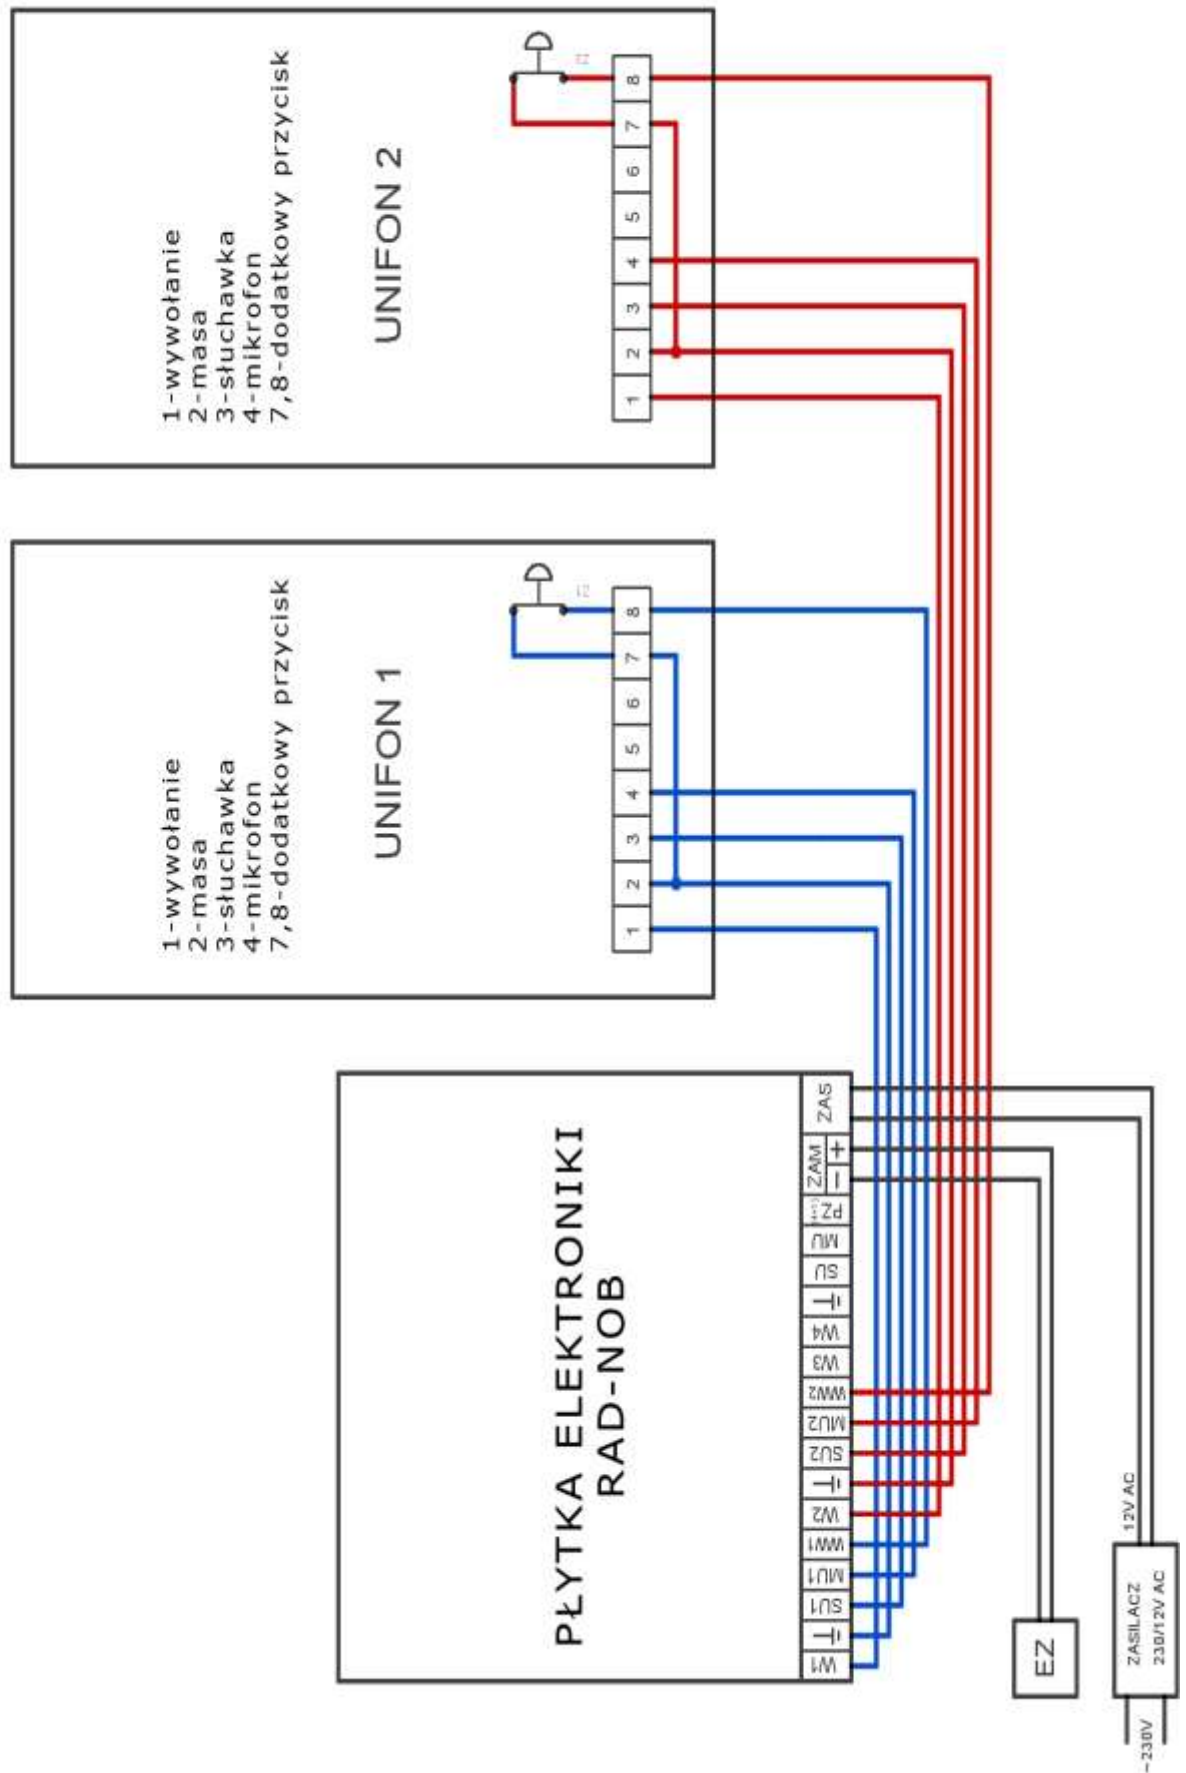 1-wywołanie
2-masa
3-słuchawka
4-mikrofon
7,8-dodatkowy przycisk
UNIFON 1
1 2 3 4 5 6 7 8
1-wywołanie
2-masa
3-słuchawka
4-mikrofon
7,8-dodatkowy przycisk
UNIFON 2
1 2 3 4 5 6 7 8
PŁYTKA ELEKTRONIKI
RAD-NOB
W1 SU1 MU1 WW1 W2 SU2 MU2 WW2 W3 W4 SU MU PZ ZAM ZAS
- +
EZ
12V AC
ZASILACZ
230/12V AC
~230V